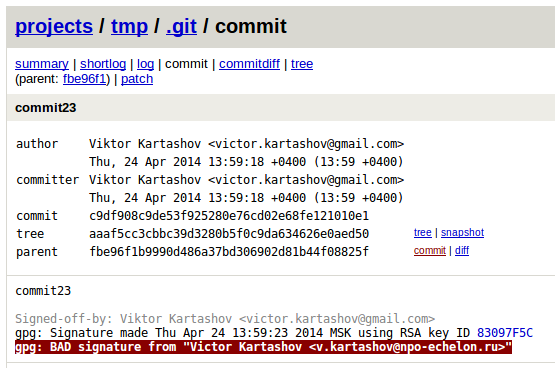 projects / tmp / .git / commit
summary | shortlog | log | commit | commitdiff | tree
(parent: fbe96f1) | patch
commit23
author Viktor Kartashov <victor.kartashov@gmail.com>
Thu, 24 Apr 2014 13:59:18 +0400 (13:59 +0400)
committer Viktor Kartashov <victor.kartashov@gmail.com>
Thu, 24 Apr 2014 13:59:18 +0400 (13:59 +0400)
commit c9df908c9de53f925280e76cd02e68fe121010e1
tree aaaf5cc3cbbc39d3280b5f0c9da634626e0aed50 tree | snapshot
parent fbe96f1b9990d486a37bd306902d81b44f08825f commit | diff
commit23
Signed-off-by: Viktor Kartashov <victor.kartashov@gmail.com>
gpg: Signature made Thu Apr 24 13:59:23 2014 MSK using RSA key ID 83097F5C
gpg: BAD signature from "Victor Kartashov <v.kartashov@npo-echelon.ru>"